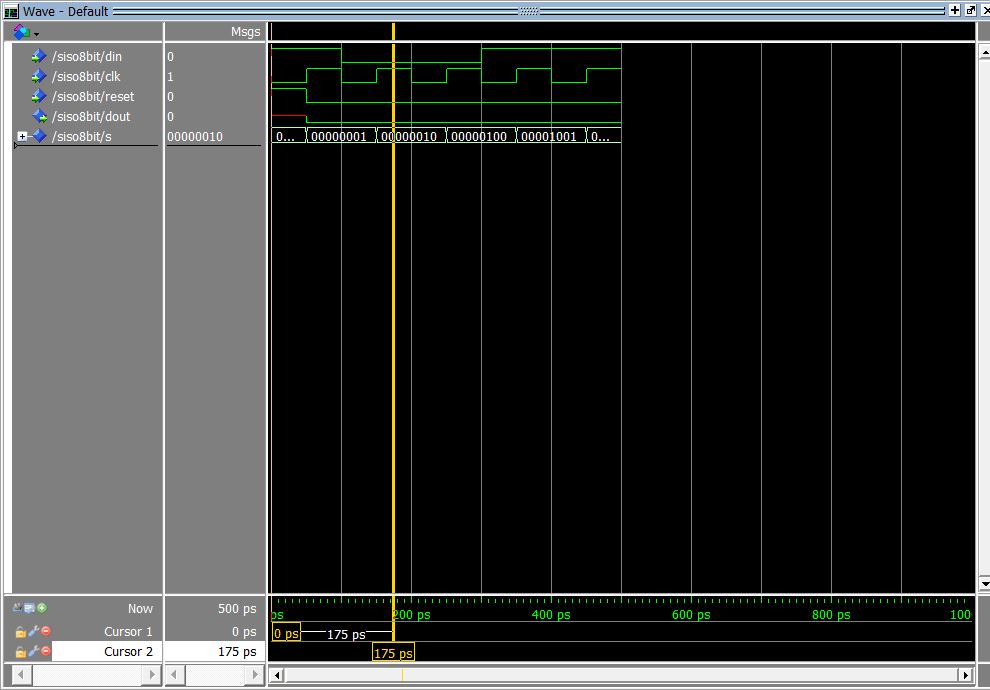 Wave - Default
Msgs
/siso8bit/din 0
/siso8bit/clk 1
/siso8bit/reset 0
/siso8bit/dout 0
/siso8bit/s 00000010 0... 00000001 00000010 00000100 00001001 0...
Now 500 ps ps 200 ps 400 ps 600 ps 800 ps 100
Cursor 1 0 ps 0 ps 175 ps
Cursor 2 175 ps 175 ps